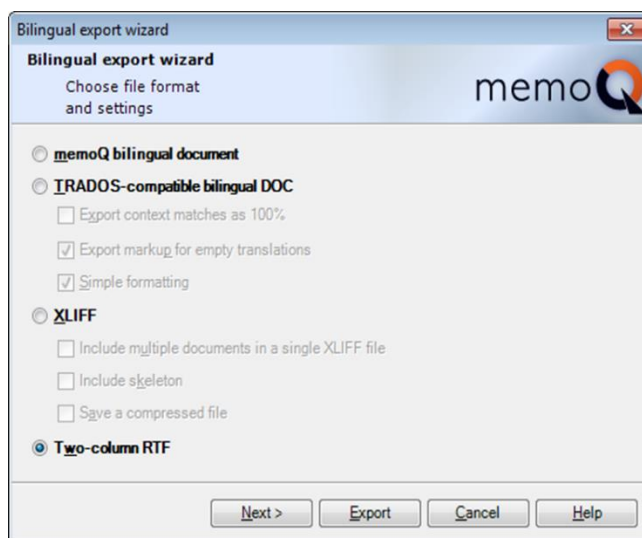 Bilingual export wizard
Bilingual export wizard
Choose file format
and settings
memoQ
memoQ bilingual document
TRADOS-compatible bilingual DOC
Export context matches as 100%
Export markup for empty translations
Simple formatting
XLIFF
Include multiple documents in a single XLIFF file
Include skeleton
Save a compressed file
Two-column RTF
Next >
Export
Cancel
Help